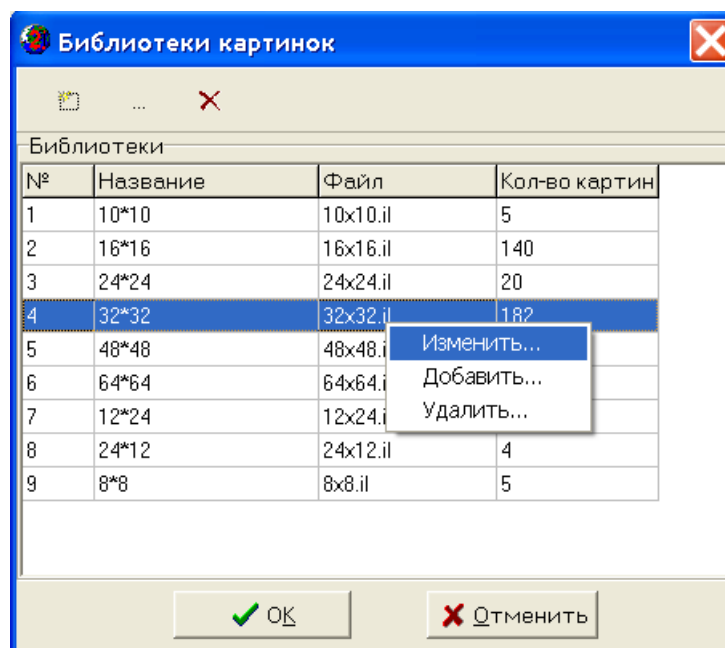 Библиотеки картинок
...
Библиотеки
№ Название Файл Кол-во картин
1 10*10 10x10.il 5
2 16*16 16x16.il 140
3 24*24 24x24.il 20
4 32*32 32x32.il 182
5 48*48 48x48.i
6 64*64 64x64.i
7 12*24 12x24.i
8 24*12 24x12.il 4
9 8*8 8x8.il 5
Изменить...
Добавить...
Удалить...
OK Отменить